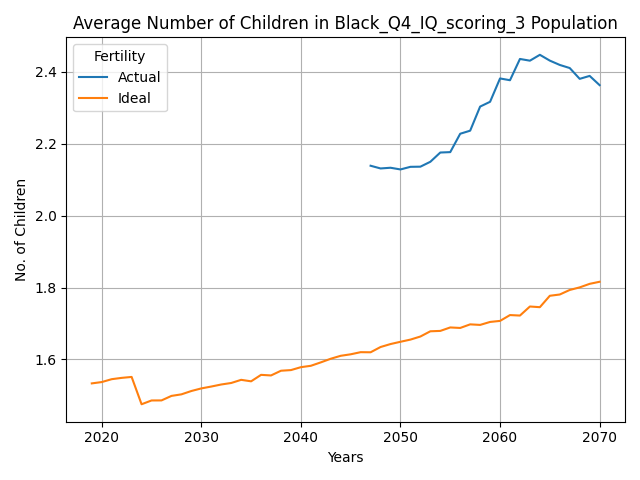 Average Number of Children in Black_Q4_IQ_scoring_3 Population
Fertility
Actual
Ideal
No. of Children
2.4
2.2
2.0
1.8
1.6
2020 2030 2040 2050 2060 2070
Years